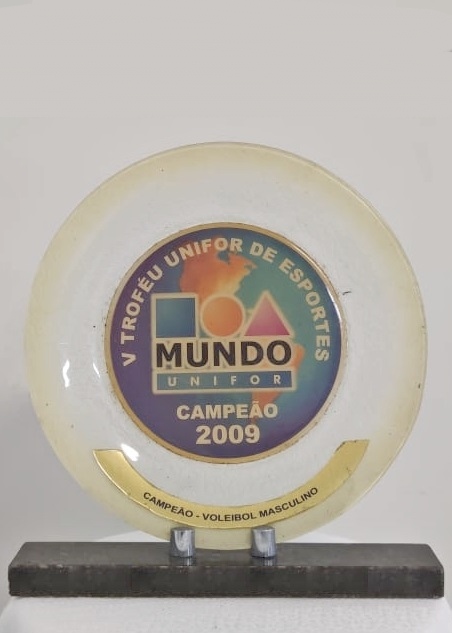 V TROFÉU UNIFOR DE ESPORTES
MUNDO
UNIFOR
CAMPEÃO
2009
CAMPEÃO - VOLEIBOL MASCULINO